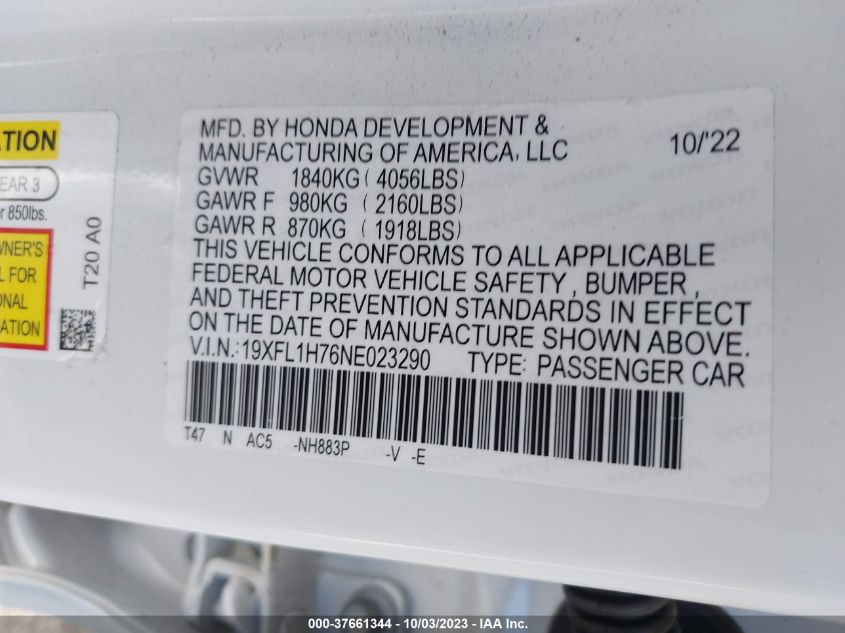 ATION
EAR 3
r 850lbs.
WNER'S
L FOR
ONAL
ATION
T20 A0
MFD. BY HONDA DEVELOPMENT &
MANUFACTURING OF AMERICA, LLC 10/'22
GVWR 1840KG ( 4056LBS)
GAWR F 980KG ( 2160LBS)
GAWR R 870KG ( 1918LBS)
THIS VEHICLE CONFORMS TO ALL APPLICABLE
FEDERAL MOTOR VEHICLE SAFETY , BUMPER ,
AND THEFT PREVENTION STANDARDS IN EFFECT
ON THE DATE OF MANUFACTURE SHOWN ABOVE.
V.I.N.: 19XFL1H76NE023290 TYPE: PASSENGER CAR
T47 N AC5 -NH883P -V -E
000-37661344 - 10/03/2023 - IAA Inc.